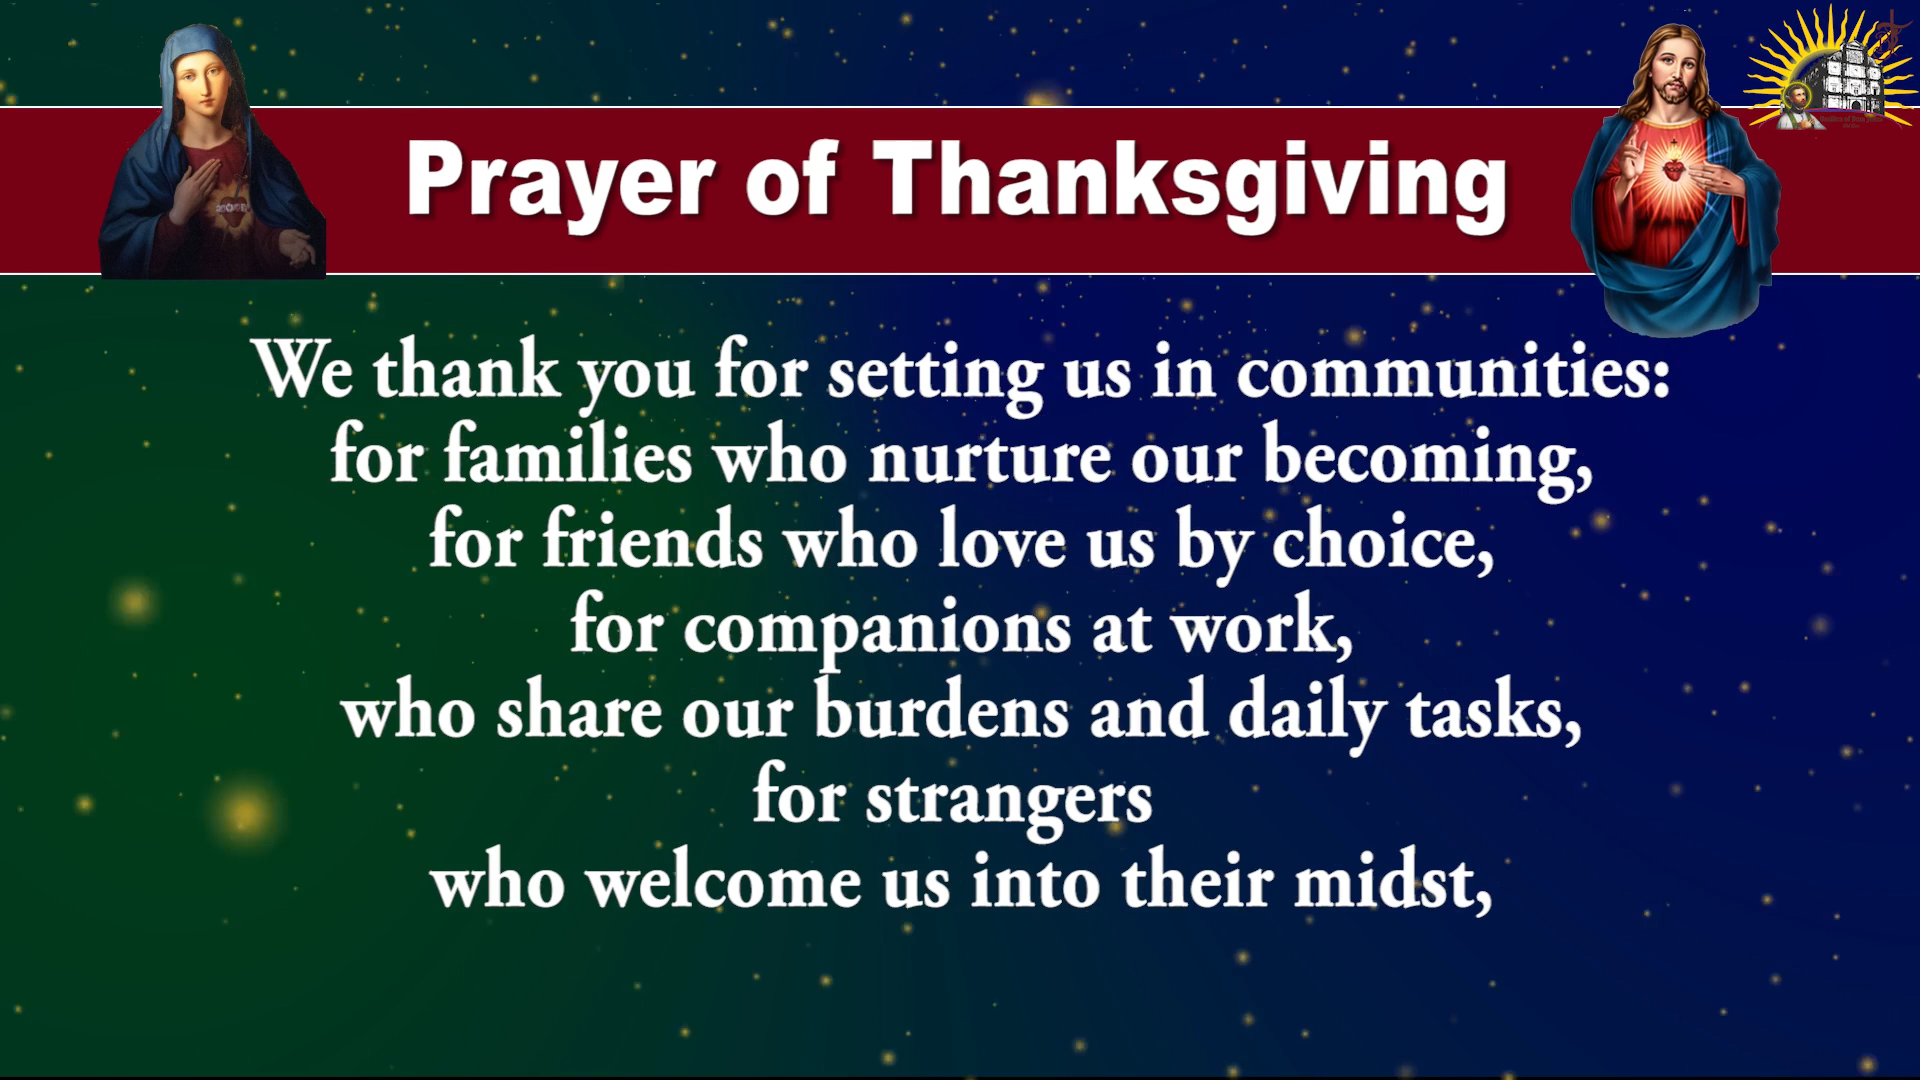 Prayer of Thanksgiving
We thank you for setting us in communities:
for families who nurture our becoming,
for friends who love us by choice,
for companions at work,
who share our burdens and daily tasks,
for strangers
who welcome us into their midst,